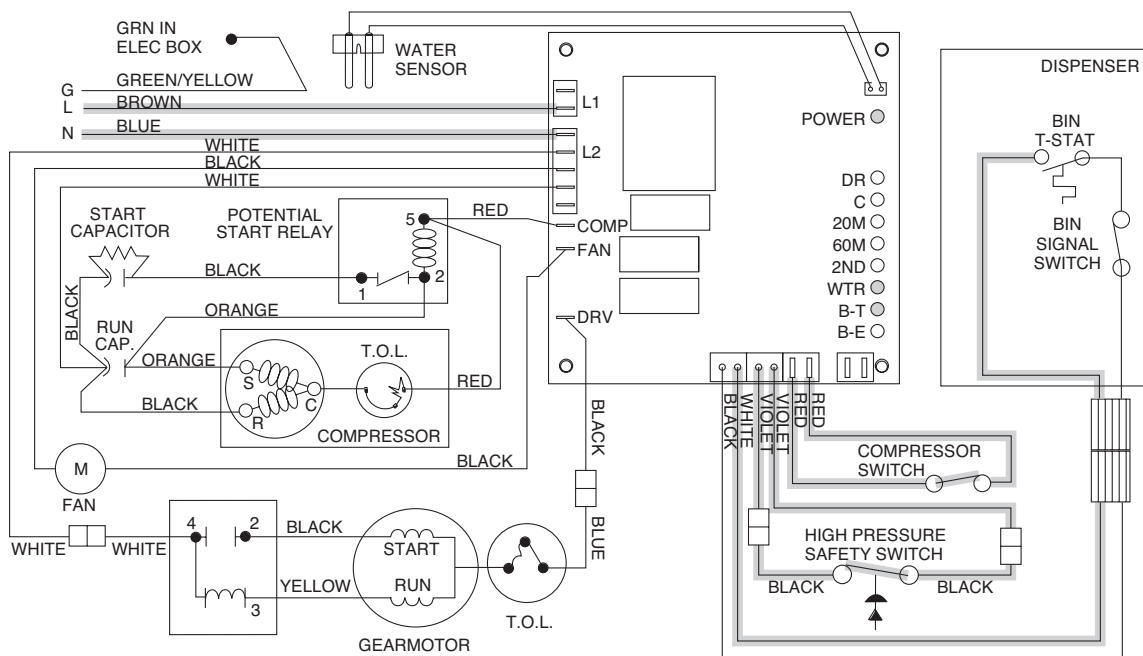 GRN IN
ELEC BOX
WATER
SENSOR
DISPENSER
G
GREEN/YELLOW
L
BROWN
L1
N
BLUE
WHITE
L2
BLACK
WHITE
POWER
BIN
T-STAT
DR
C
20M
60M
2ND
WTR
B-T
B-E
BIN
SIGNAL
SWITCH
START
CAPACITOR
POTENTIAL
START RELAY
5
RED
COMP
FAN
BLACK
1
2
ORANGE
DRV
BLACK
RUN
CAP.
ORANGE
T.O.L.
S
C
R
RED
BLACK
COMPRESSOR
BLACK
WHITE
VIOLET
VIOLET
RED
RED
BLACK
COMPRESSOR
SWITCH
M
FAN
BLACK
4
2
BLACK
START
BLUE
WHITE
WHITE
HIGH PRESSURE
SAFETY SWITCH
YELLOW
RUN
3
BLACK
BLACK
GEARMOTOR
T.O.L.